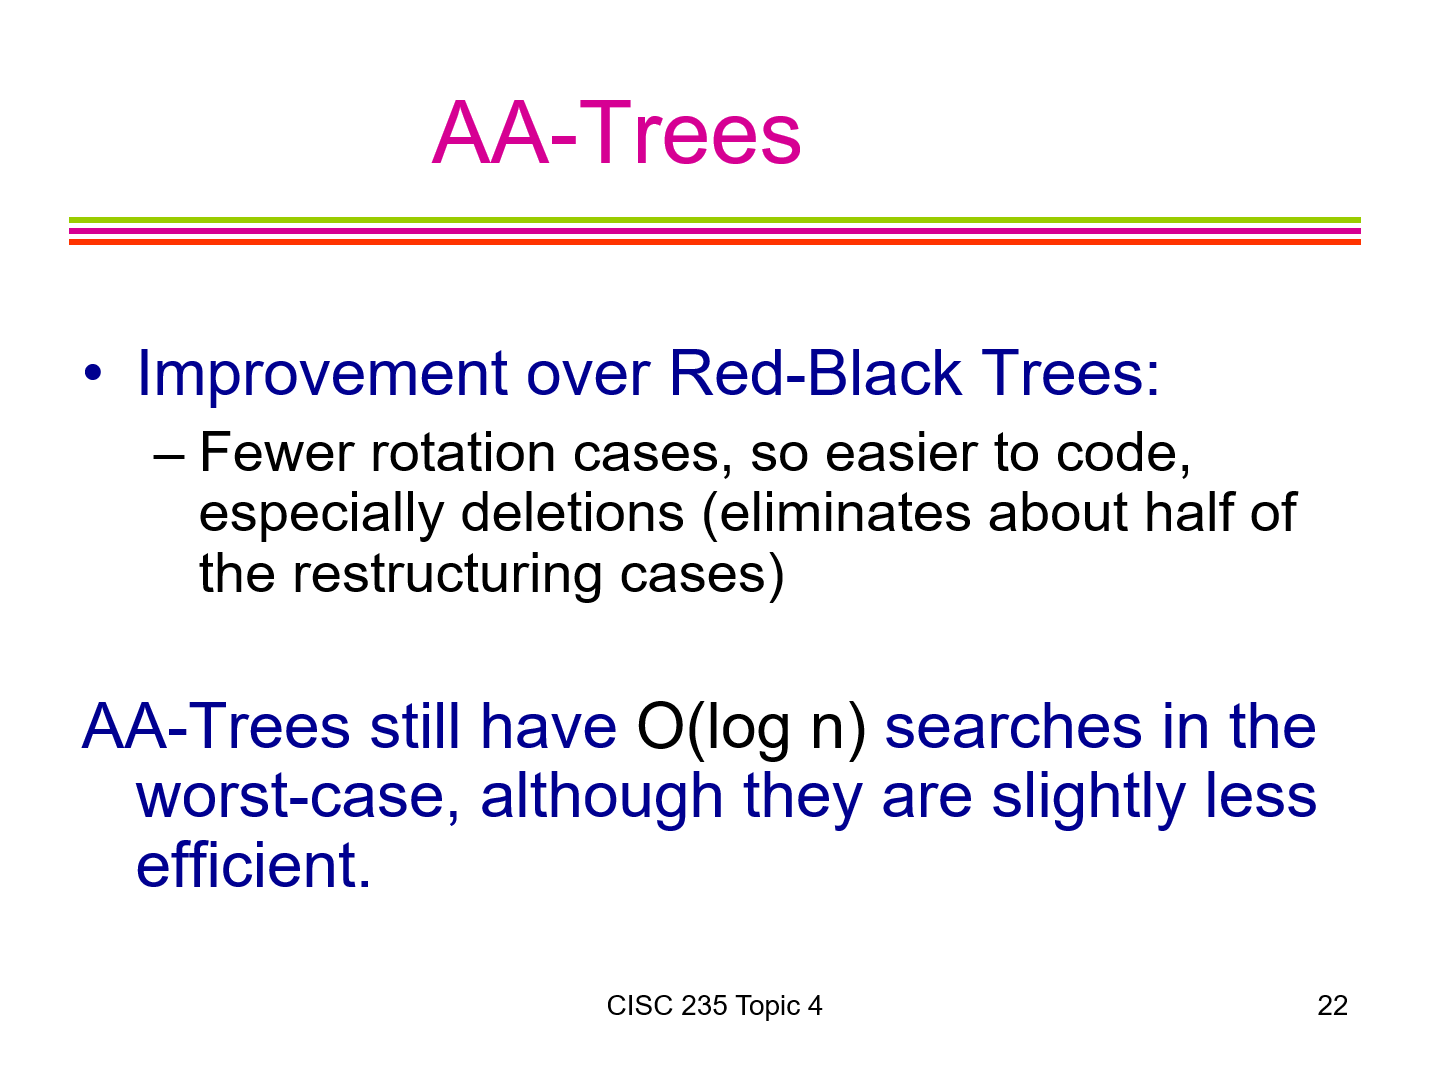 AA-Trees
• Improvement over Red-Black Trees:
– Fewer rotation cases, so easier to code,
especially deletions (eliminates about half of
the restructuring cases)
AA-Trees still have O(log n) searches in the
worst-case, although they are slightly less
efficient.
CISC 235 Topic 4
22